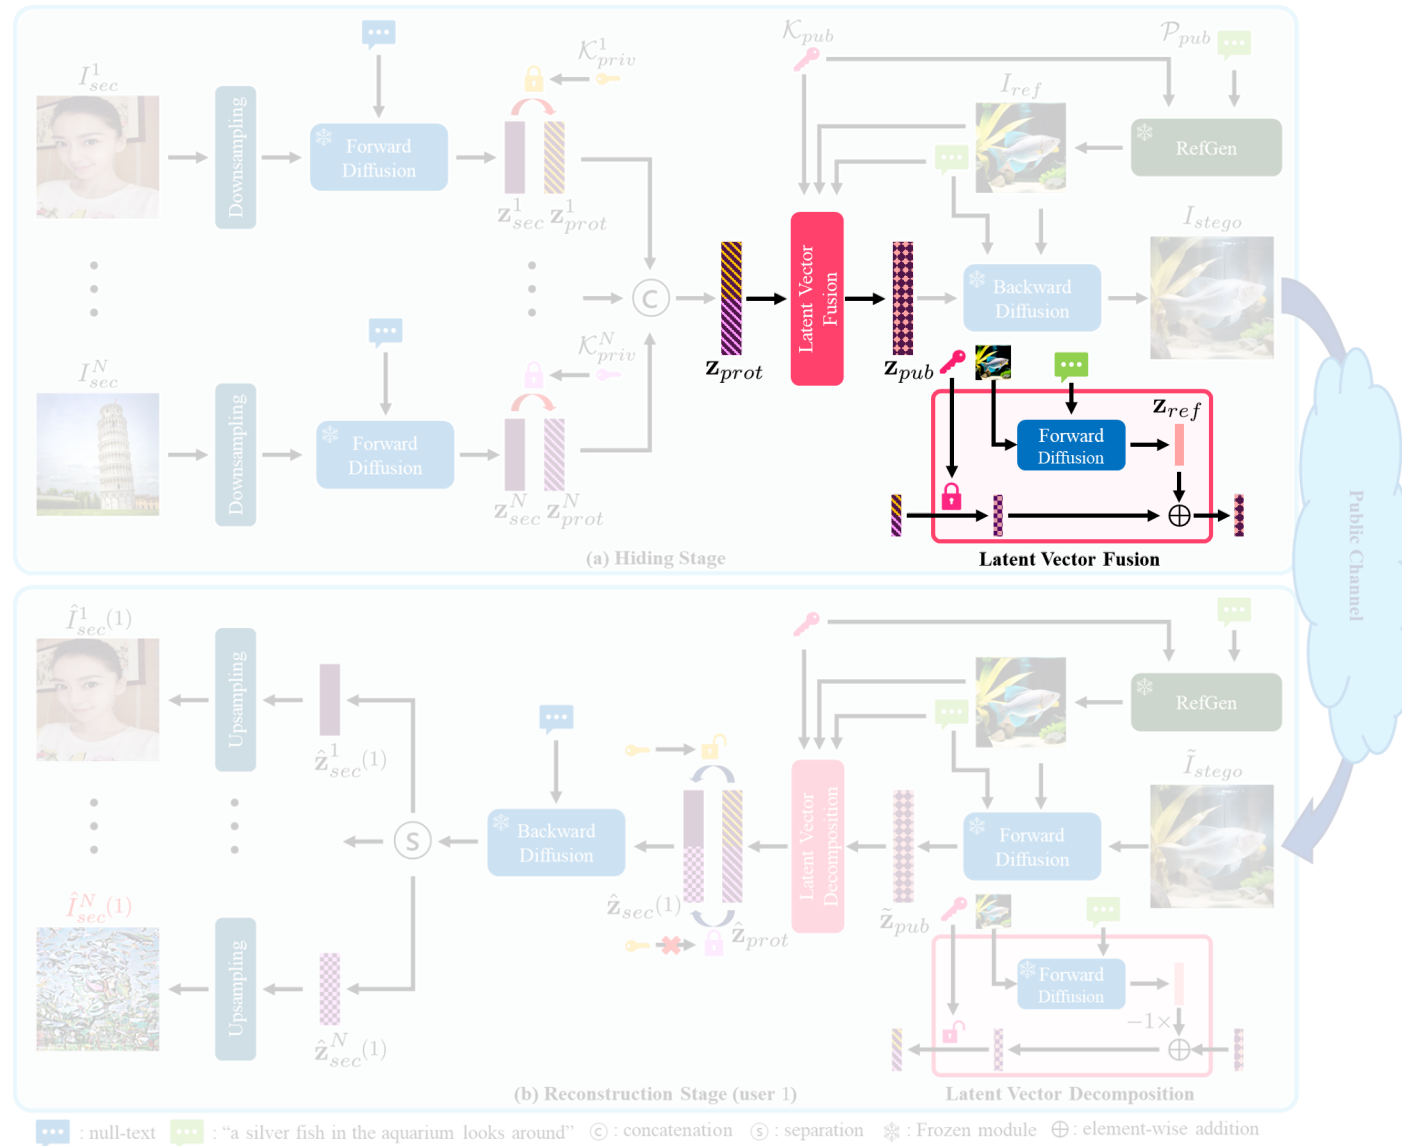 K_pub
P_pub
I^1_sec
K^1_priv
I_ref
Downsampling
Forward
Diffusion
RefGen
z^1_sec
z^1_prot
I_stego
Latent Vector
Fusion
Backward
Diffusion
C
I^N_sec
K^N_priv
z_prot
z_pub
z_ref
Downsampling
Forward
Diffusion
Forward
Diffusion
z^N_sec
z^N_prot
(a) Hiding Stage
Latent Vector Fusion
Public Channel
Î^1_sec(1)
Upsampling
RefGen
ẑ^1_sec(1)
Ĩ_stego
S
Backward
Diffusion
Latent Vector
Decomposition
Forward
Diffusion
Î^N_sec(1)
ẑ_sec(1)
ẑ_prot
z̃_pub
Upsampling
Forward
Diffusion
−1×
ẑ^N_sec(1)
(b) Reconstruction Stage (user 1)
Latent Vector Decomposition
: null-text
: “a silver fish in the aquarium looks around”
C : concatenation
S : separation
: Frozen module
: element-wise addition